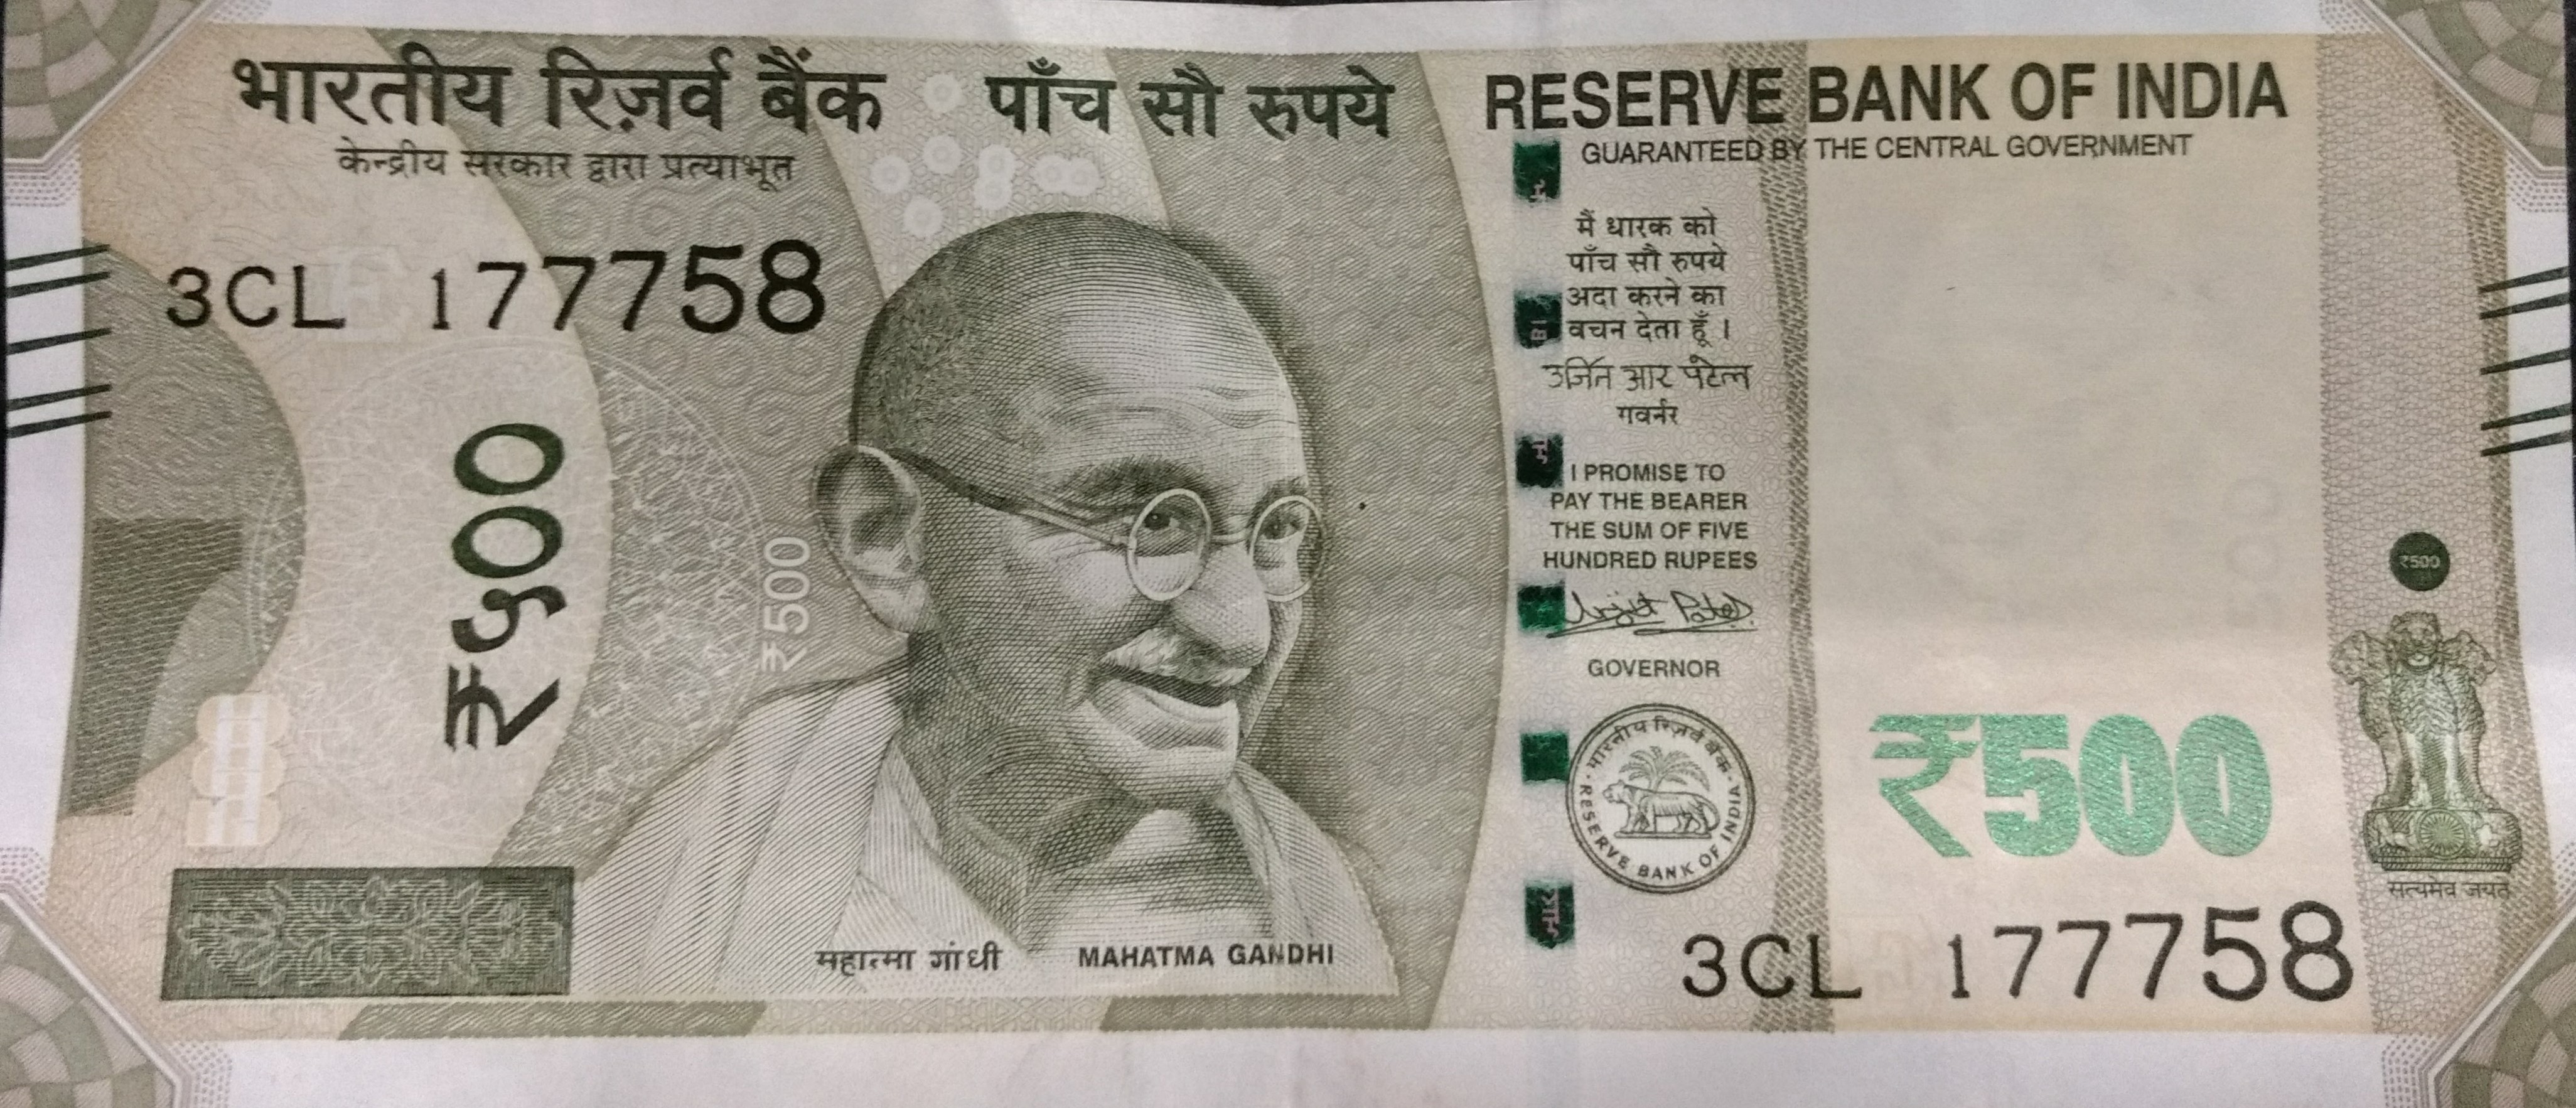 भारतीय रिज़र्व बैंक
केन्द्रीय सरकार द्वारा प्रत्याभूत
पाँच सौ रुपये
RESERVE BANK OF INDIA
GUARANTEED BY THE CENTRAL GOVERNMENT
3CL 177758
₹५००
₹500
महात्मा गांधी
MAHATMA GANDHI
मैं धारक को
पाँच सौ रुपये
अदा करने का
वचन देता हूँ ।
उर्जित आर पटेल
गवर्नर
I PROMISE TO
PAY THE BEARER
THE SUM OF FIVE
HUNDRED RUPEES
Urjit Patel
GOVERNOR
भारतीय रिज़र्व बैंक
RESERVE BANK OF INDIA
₹500
₹500
सत्यमेव जयते
3CL 177758